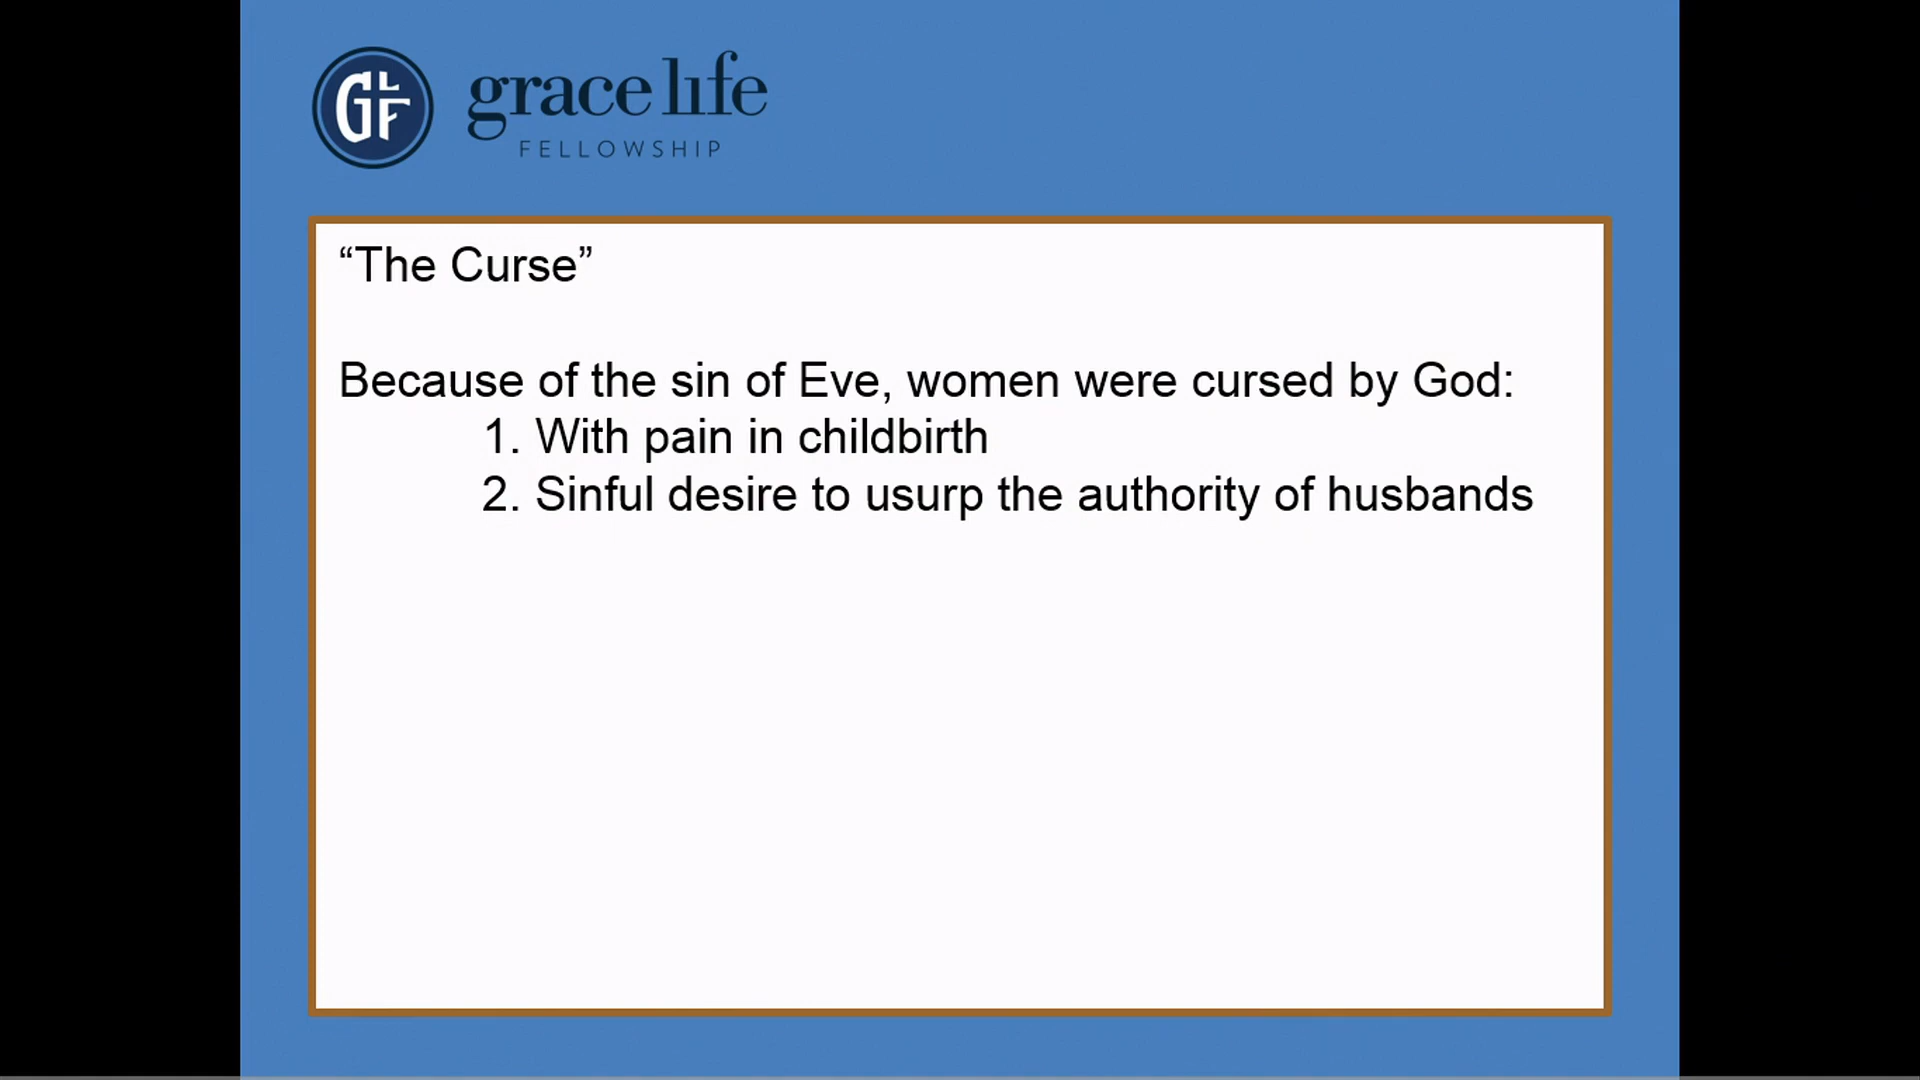 GLF
grace life
FELLOWSHIP
“The Curse”
Because of the sin of Eve, women were cursed by God:
1. With pain in childbirth
2. Sinful desire to usurp the authority of husbands